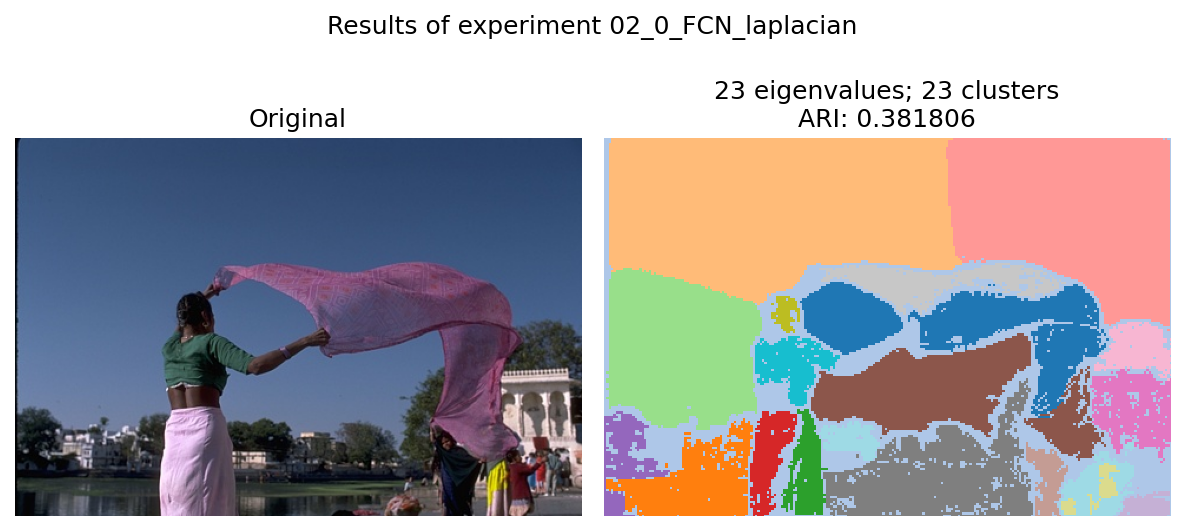 Results of experiment 02_0_FCN_laplacian
Original
23 eigenvalues; 23 clusters
ARI: 0.381806